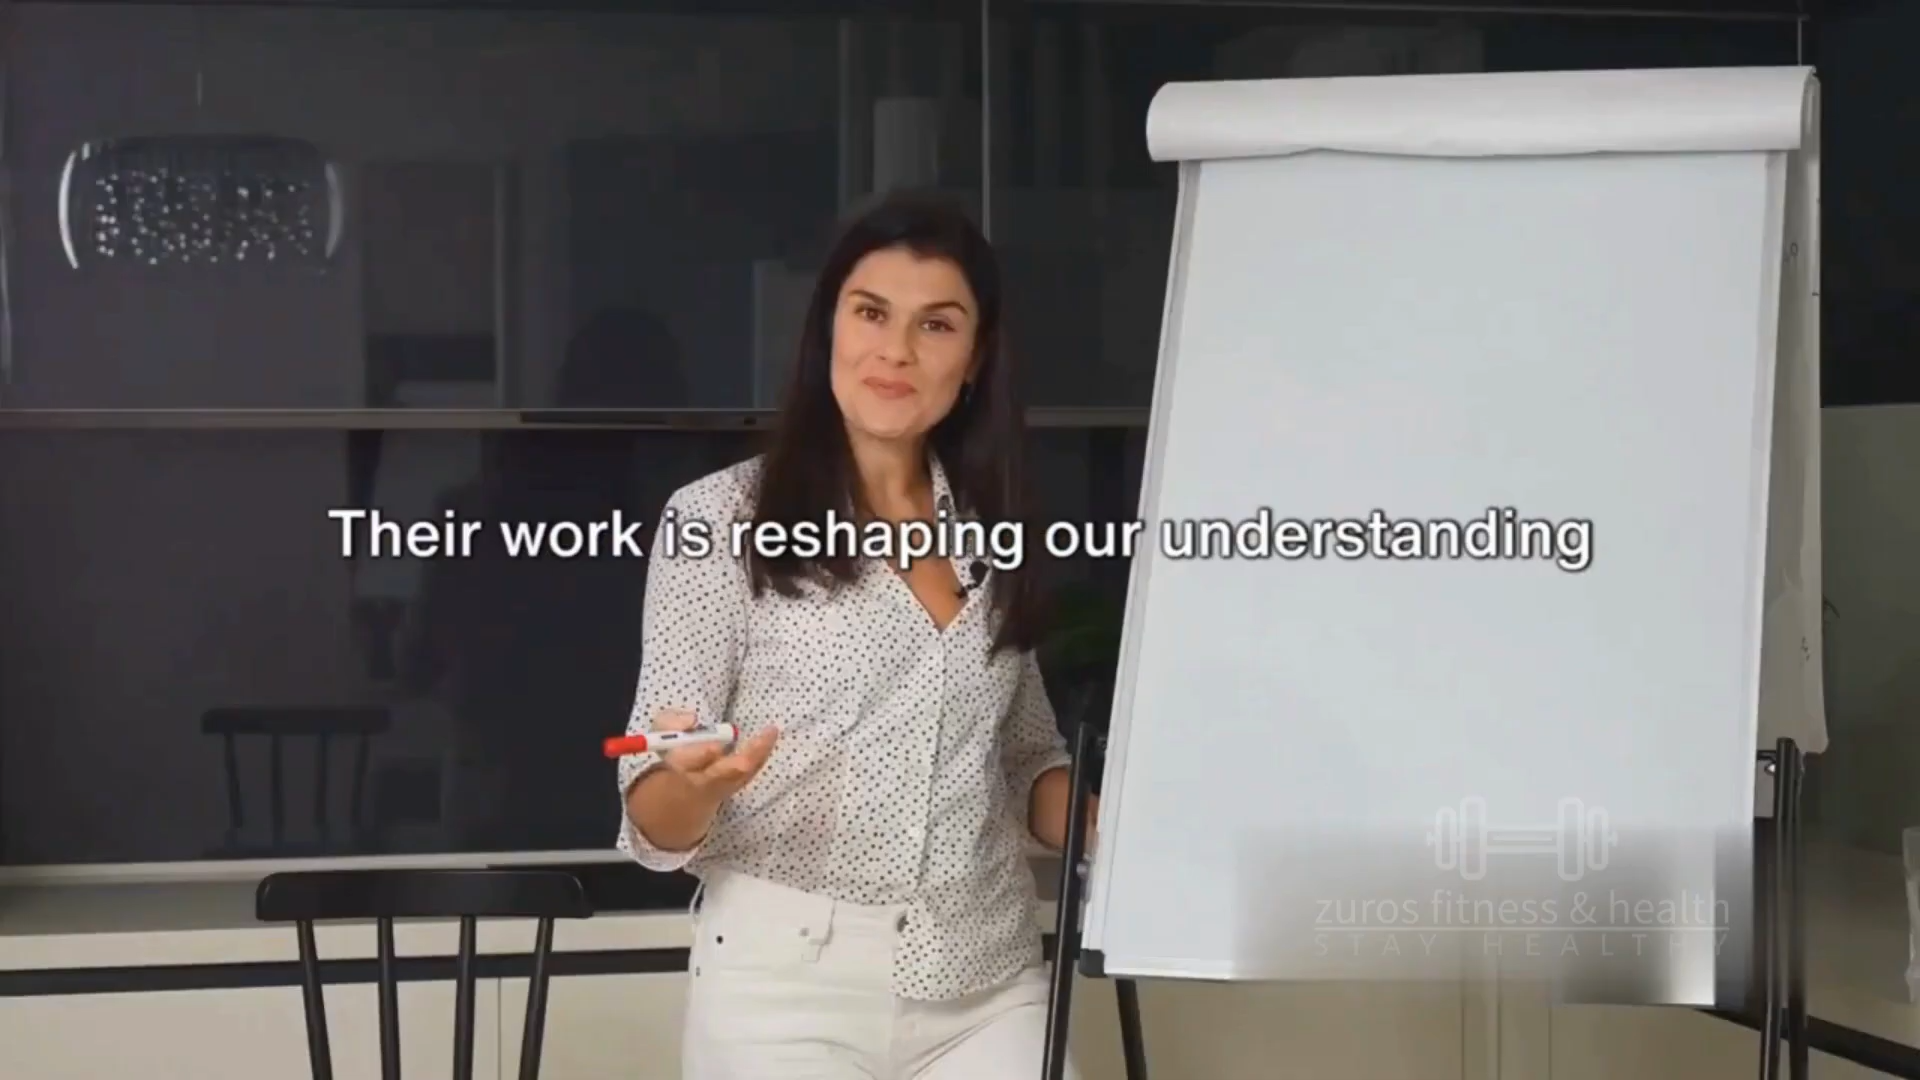 Their work is reshaping our understanding
zuros fitness & health
STAY HEALTHY